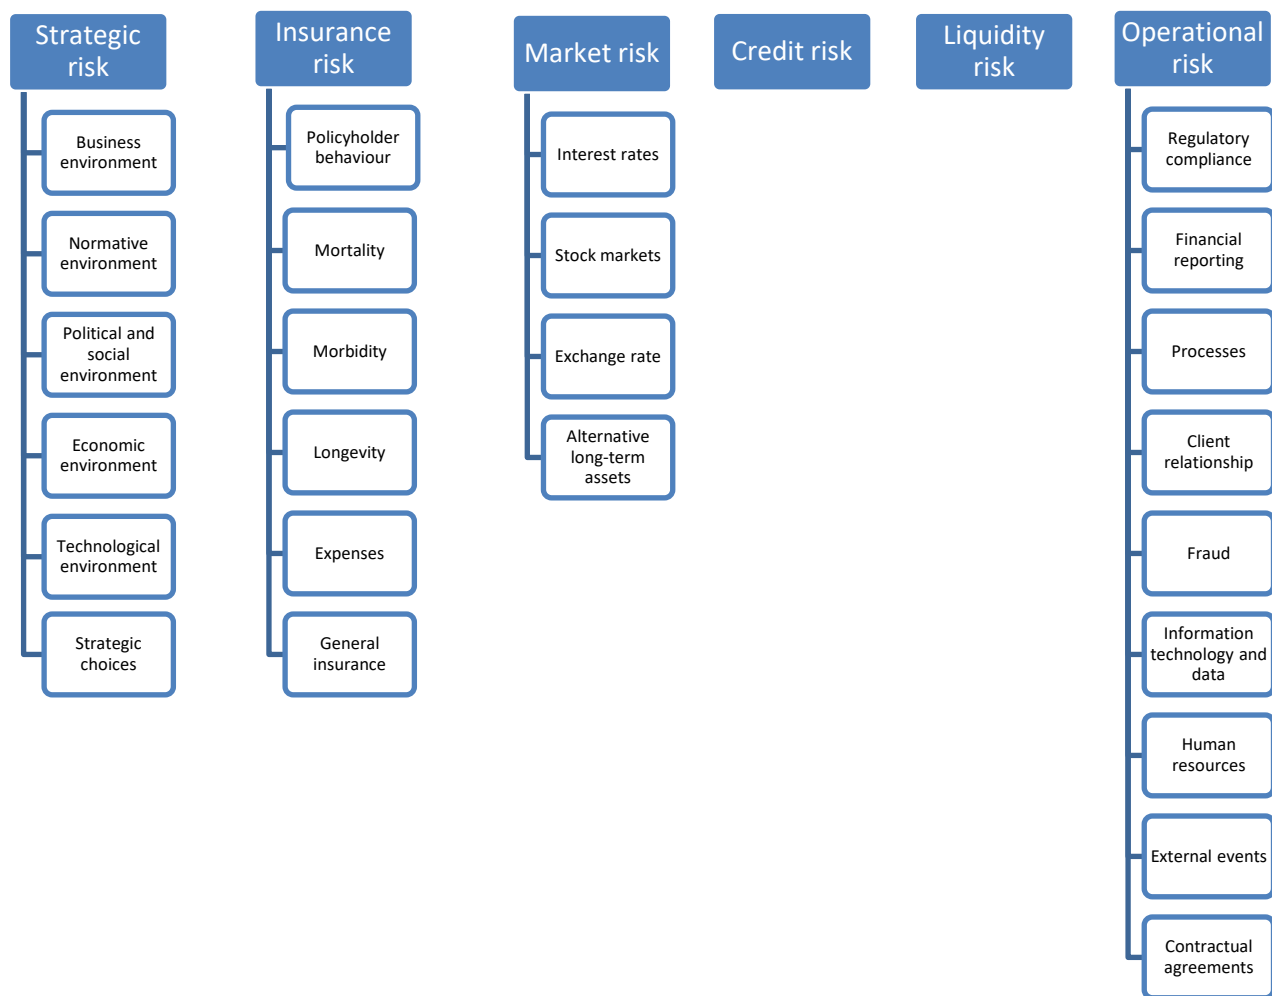 Strategic
risk
Business
environment
Normative
environment
Political and
social
environment
Economic
environment
Technological
environment
Strategic
choices
Insurance
risk
Policyholder
behaviour
Mortality
Morbidity
Longevity
Expenses
General
insurance
Market risk
Interest rates
Stock markets
Exchange rate
Alternative
long-term
assets
Credit risk
Liquidity
risk
Operational
risk
Regulatory
compliance
Financial
reporting
Processes
Client
relationship
Fraud
Information
technology and
data
Human
resources
External events
Contractual
agreements